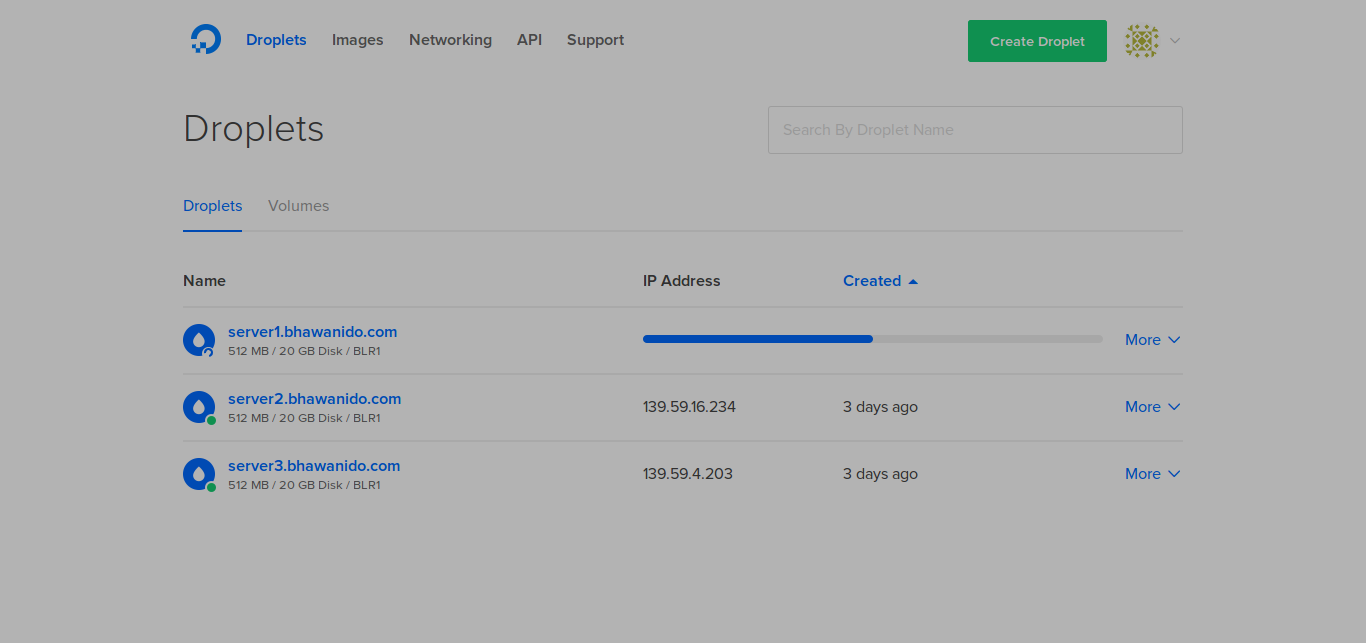 Droplets Images Networking API Support Create Droplet
Droplets
Search By Droplet Name
Droplets Volumes
Name IP Address Created
server1.bhawanido.com
512 MB / 20 GB Disk / BLR1
More
server2.bhawanido.com
512 MB / 20 GB Disk / BLR1
139.59.16.234 3 days ago More
server3.bhawanido.com
512 MB / 20 GB Disk / BLR1
139.59.4.203 3 days ago More